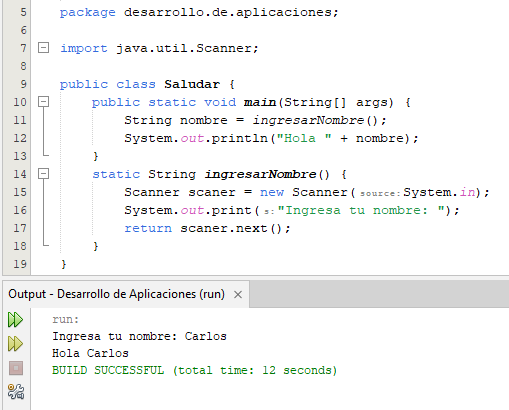 5 package desarrollo.de.aplicaciones;
6
7 import java.util.Scanner;
8
9 public class Saludar {
10 public static void main(String[] args) {
11 String nombre = ingresarNombre();
12 System.out.println("Hola " + nombre);
13 }
14 static String ingresarNombre() {
15 Scanner scaner = new Scanner(source:System.in);
16 System.out.print(s:"Ingresa tu nombre: ");
17 return scaner.next();
18 }
19 }
Output - Desarrollo de Aplicaciones (run) ×
run:
Ingresa tu nombre: Carlos
Hola Carlos
BUILD SUCCESSFUL (total time: 12 seconds)